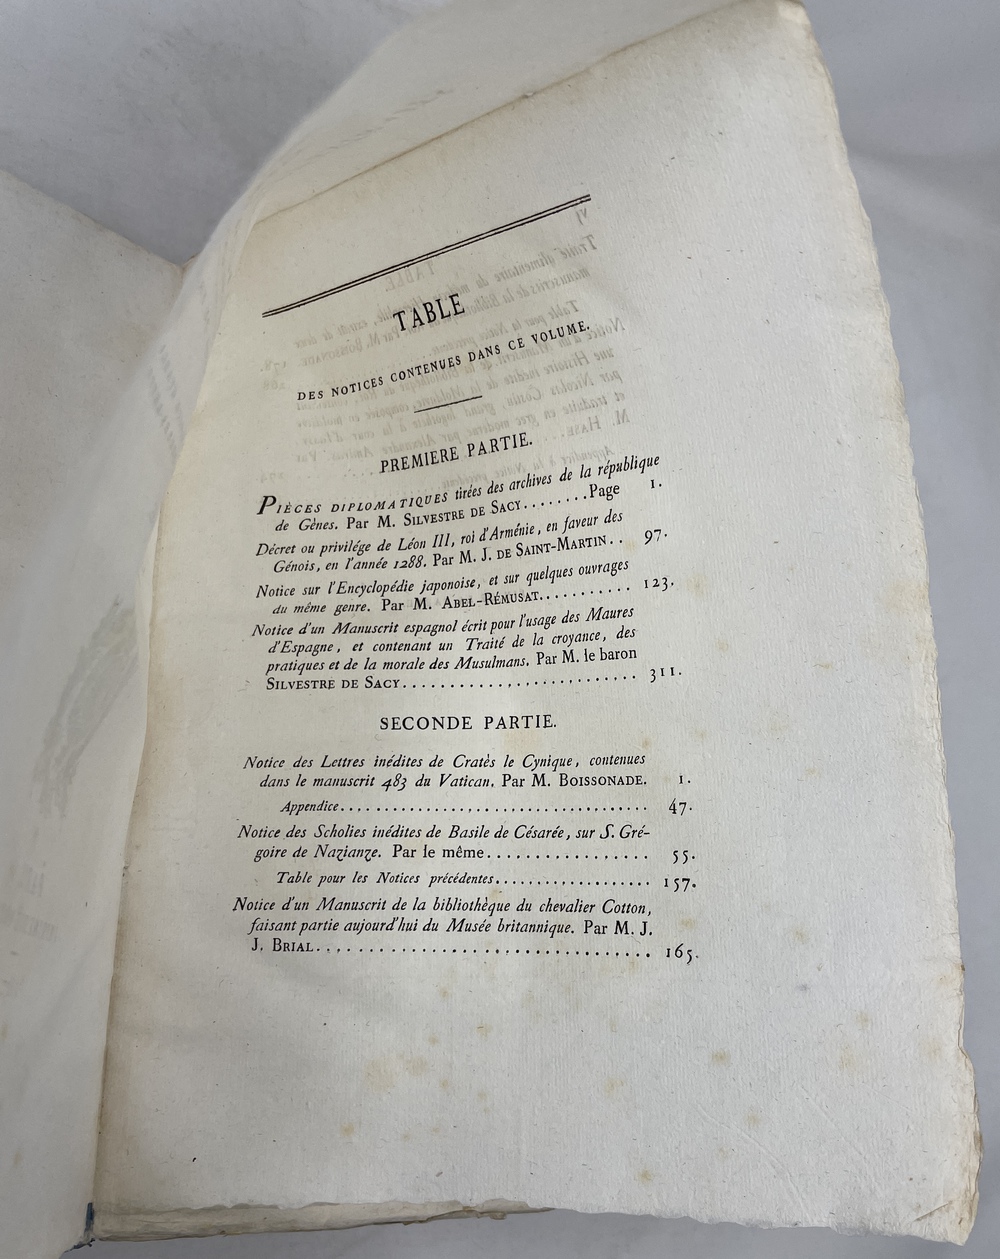 TABLE
DES NOTICES CONTENUES DANS CE VOLUME.
PREMIERE PARTIE.
PIÈCES DIPLOMATIQUES tirées des archives de la république
de Gènes. Par M. SILVESTRE DE SACY........Page 1.
Décret ou privilége de Léon III, roi d'Arménie, en faveur des
Génois, en l'année 1288. Par M. J. DE SAINT-MARTIN.. 97.
Notice sur l'Encyclopédie japonoise, et sur quelques ouvrages
du même genre. Par M. ABEL-RÉMUSAT........... 123.
Notice d'un Manuscrit espagnol écrit pour l'usage des Maures
d'Espagne, et contenant un Traité de la croyance, des
pratiques et de la morale des Musulmans. Par M. le baron
SILVESTRE DE SACY........................... 311.
SECONDE PARTIE.
Notice des Lettres inédites de Cratès le Cynique, contenues
dans le manuscrit 483 du Vatican. Par M. BOISSONADE. 1.
Appendice.................................... 47.
Notice des Scholies inédites de Basile de Césarée, sur S. Gré-
goire de Nazianze. Par le même................. 55.
Table pour les Notices précédentes................... 157.
Notice d'un Manuscrit de la bibliothèque du chevalier Cotton,
faisant partie aujourd'hui du Musée britannique. Par M. J.
J. BRIAL.................................... 165.